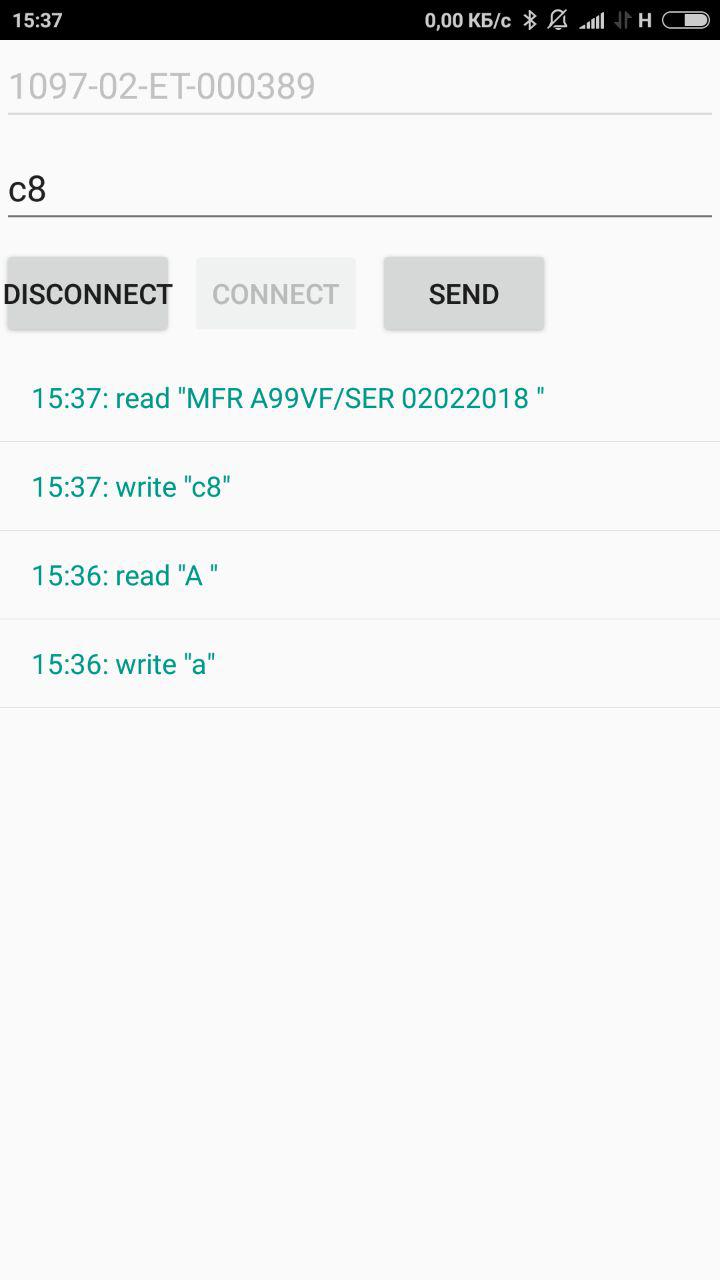 15:37 0,00 КБ/с H
1097-02-ET-000389
c8
DISCONNECT CONNECT SEND
15:37: read "MFR A99VF/SER 02022018 "
15:37: write "c8"
15:36: read "A "
15:36: write "a"